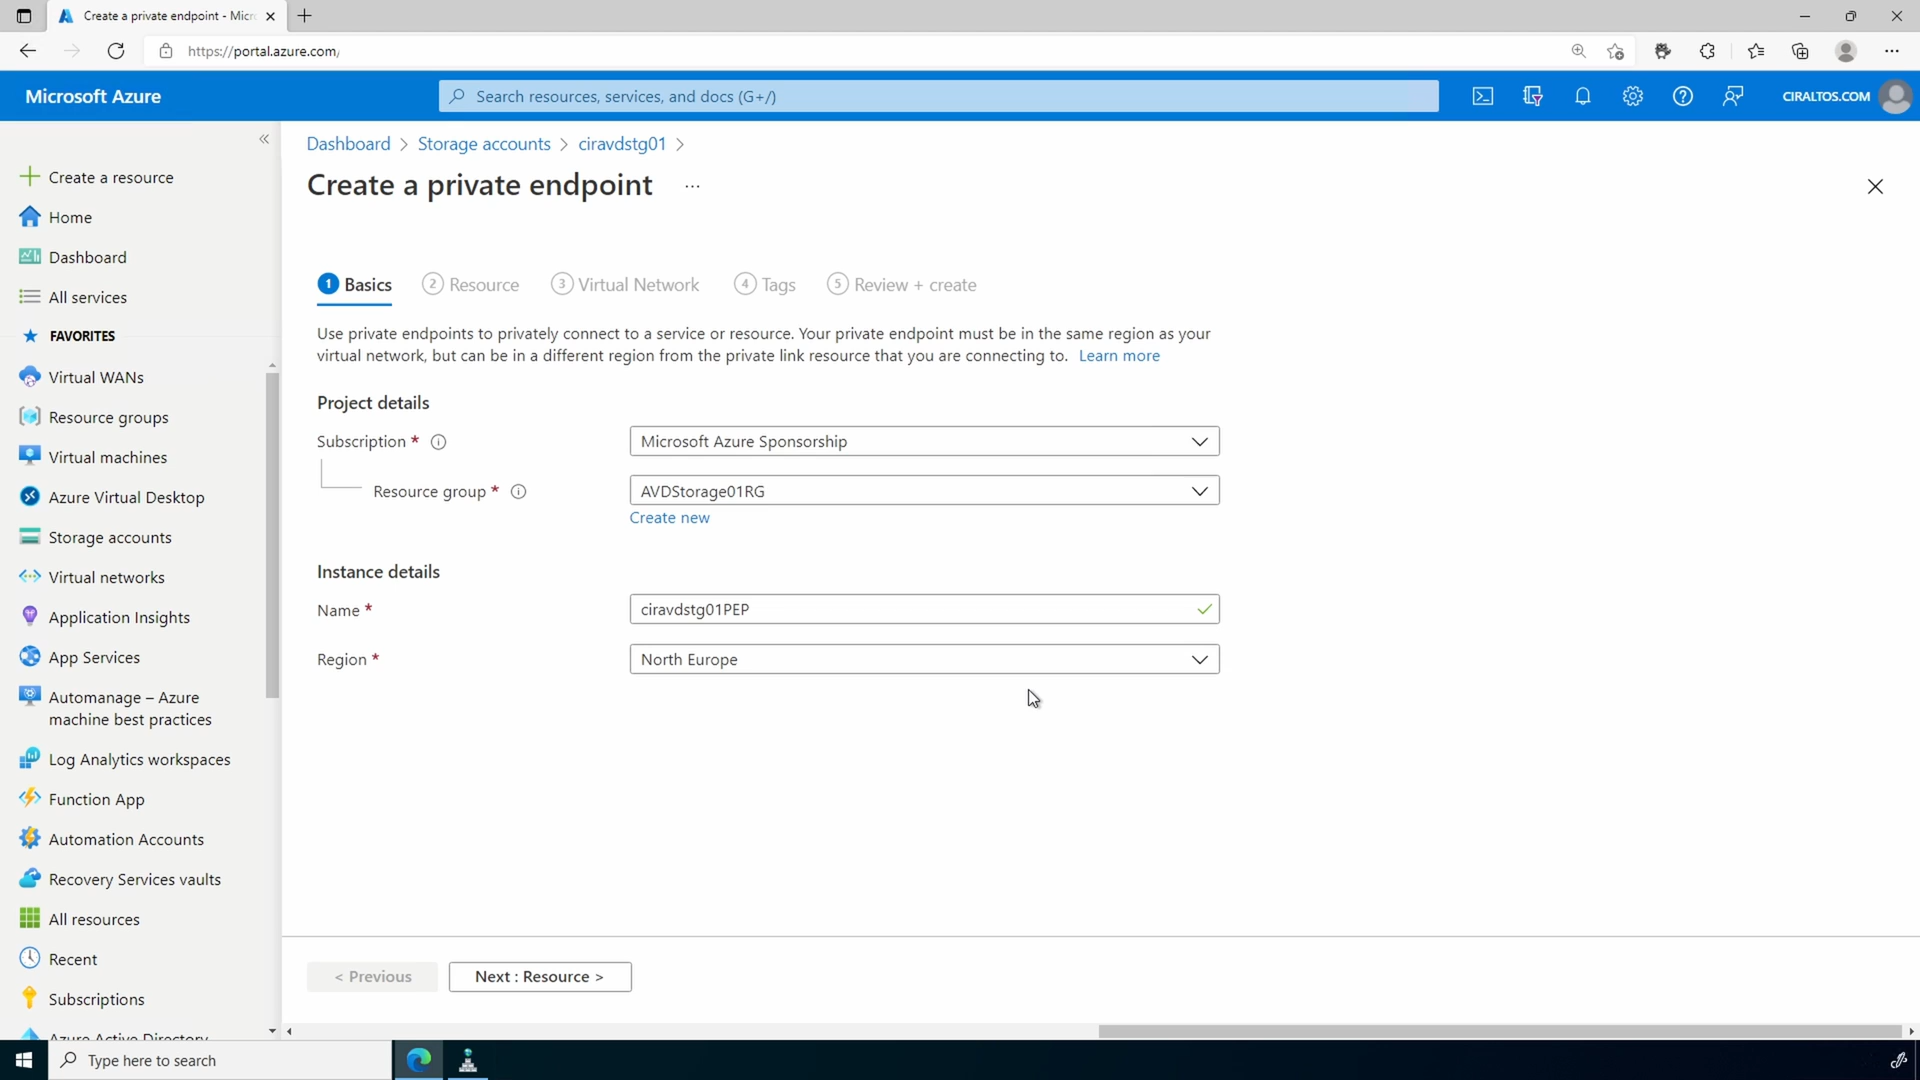 Create a private endpoint - Micr
https://portal.azure.com/
Microsoft Azure
Search resources, services, and docs (G+/)
CIRALTOS.COM
Create a resource
Home
Dashboard
All services
FAVORITES
Virtual WANs
Resource groups
Virtual machines
Azure Virtual Desktop
Storage accounts
Virtual networks
Application Insights
App Services
Automanage – Azure
machine best practices
Log Analytics workspaces
Function App
Automation Accounts
Recovery Services vaults
All resources
Recent
Subscriptions
Azure Active Directory
Dashboard > Storage accounts > ciravdstg01 >
Create a private endpoint ...
1 Basics 2 Resource 3 Virtual Network 4 Tags 5 Review + create
Use private endpoints to privately connect to a service or resource. Your private endpoint must be in the same region as your
virtual network, but can be in a different region from the private link resource that you are connecting to. Learn more
Project details
Subscription * Microsoft Azure Sponsorship
Resource group * AVDStorage01RG
Create new
Instance details
Name * ciravdstg01PEP
Region * North Europe
< Previous Next : Resource >
Type here to search